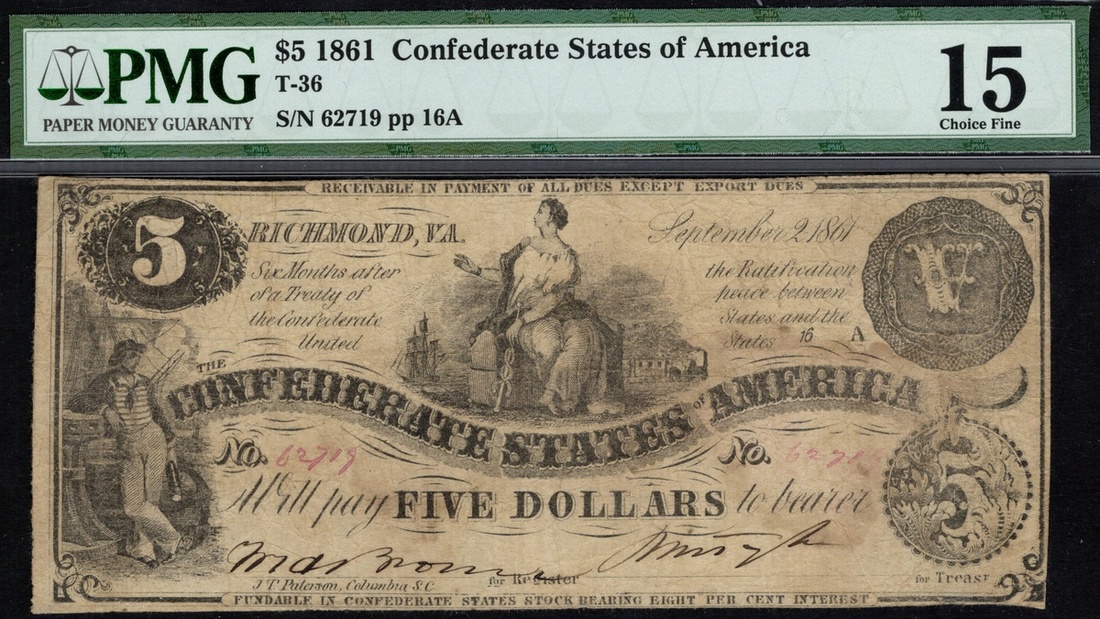 $5 1861 Confederate States of America
PMG
T-36
15
PAPER MONEY GUARANTY
S/N 62719 pp 16A
Choice Fine
RECEIVABLE IN PAYMENT OF ALL DUES EXCEPT EXPORT DUES
5
RICHMOND, VA.
September 2 1861
V
Six Months after the Ratification
of a Treaty of peace between
the Confederate States and the
United States 16 A
THE
CONFEDERATE STATES OF AMERICA
No. 62719 No.
Will pay FIVE DOLLARS to bearer
5
for Register for Treasr
J T Paterson, Columbia S.C.
FUNDABLE IN CONFEDERATE STATES STOCK BEARING EIGHT PER CENT INTEREST